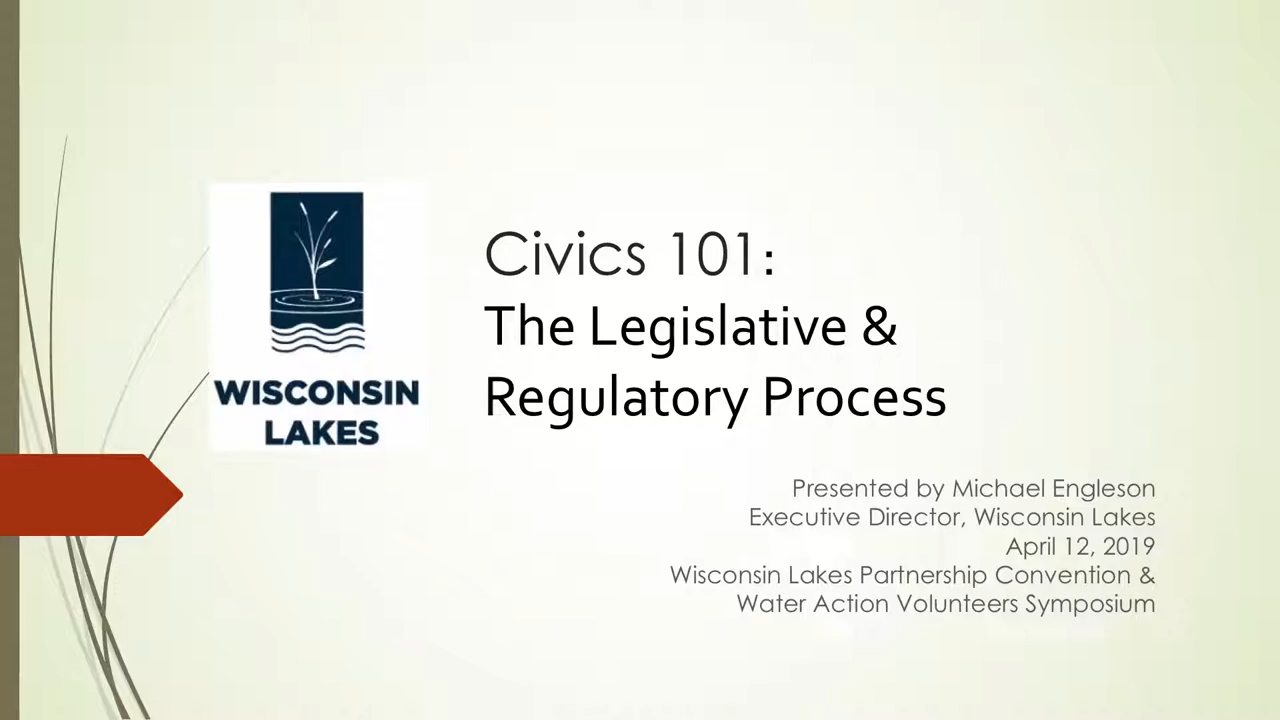 WISCONSIN
LAKES
Civics 101:
The Legislative &
Regulatory Process
Presented by Michael Engleson
Executive Director, Wisconsin Lakes
April 12, 2019
Wisconsin Lakes Partnership Convention &
Water Action Volunteers Symposium